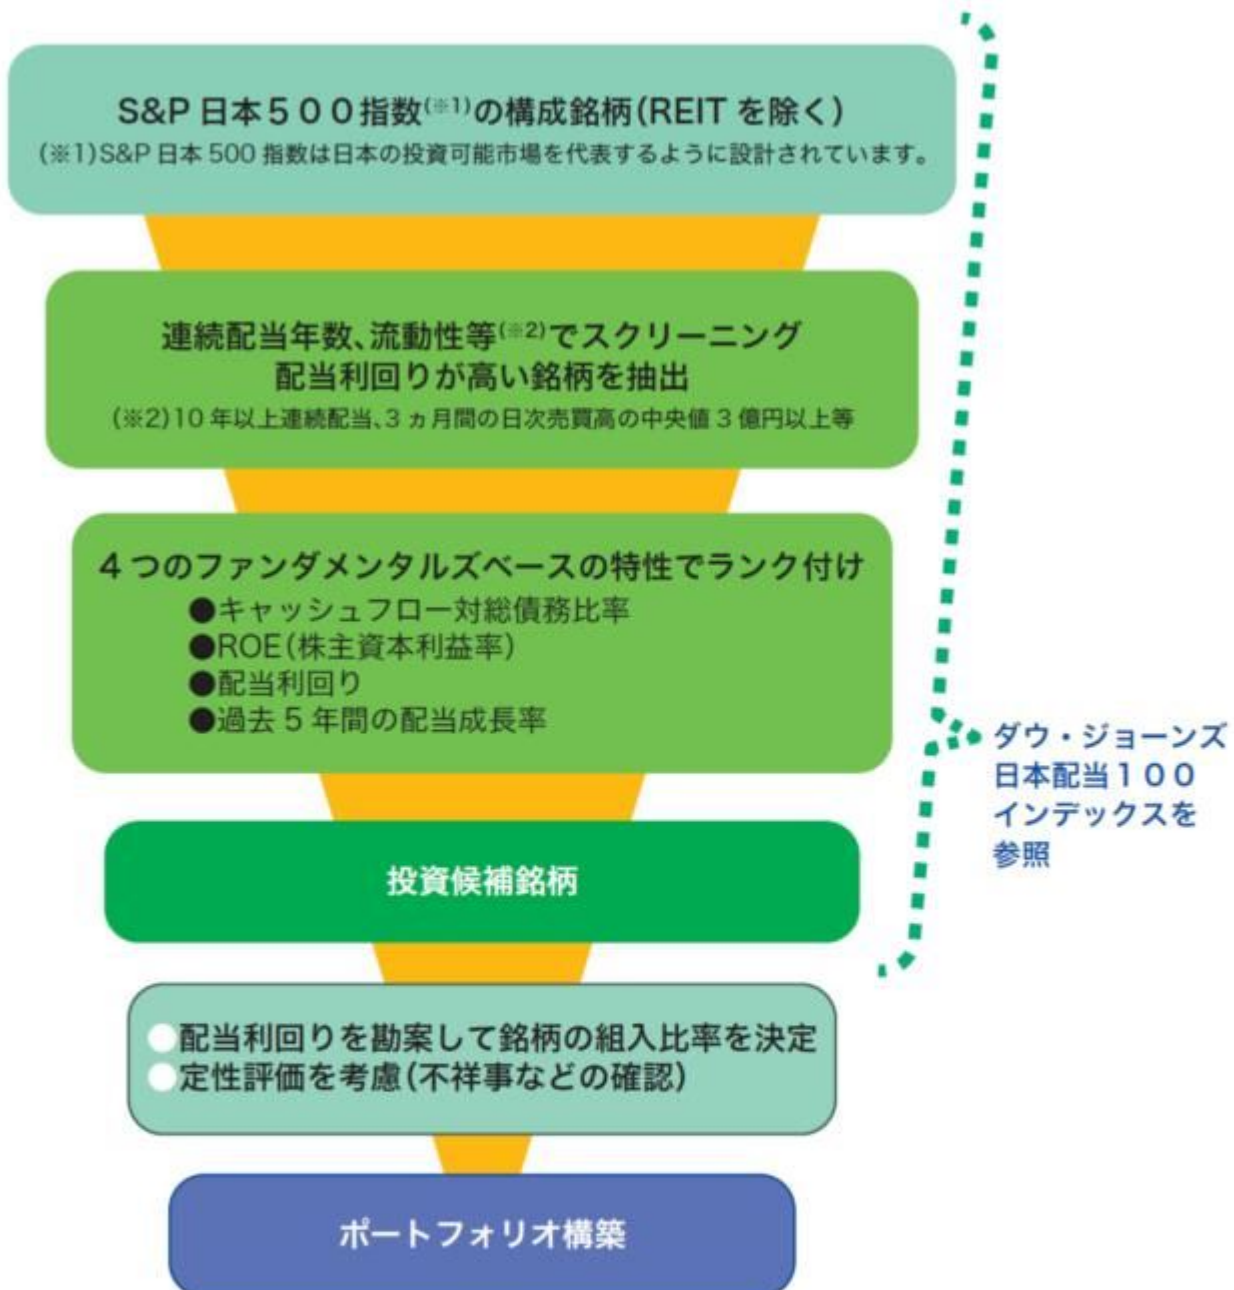 S&P 日本５００指数(※1)の構成銘柄(REIT を除く)
(※1)S&P 日本 500 指数は日本の投資可能市場を代表するように設計されています。
連続配当年数、流動性等(※2)でスクリーニング
配当利回りが高い銘柄を抽出
(※2)10 年以上連続配当、3 ヵ月間の日次売買高の中央値 3 億円以上等
4 つのファンダメンタルズベースの特性でランク付け
●キャッシュフロー対総債務比率
●ROE(株主資本利益率)
●配当利回り
●過去 5 年間の配当成長率
投資候補銘柄
●配当利回りを勘案して銘柄の組入比率を決定
●定性評価を考慮(不祥事などの確認)
ポートフォリオ構築
ダウ・ジョーンズ
日本配当１００
インデックスを
参照